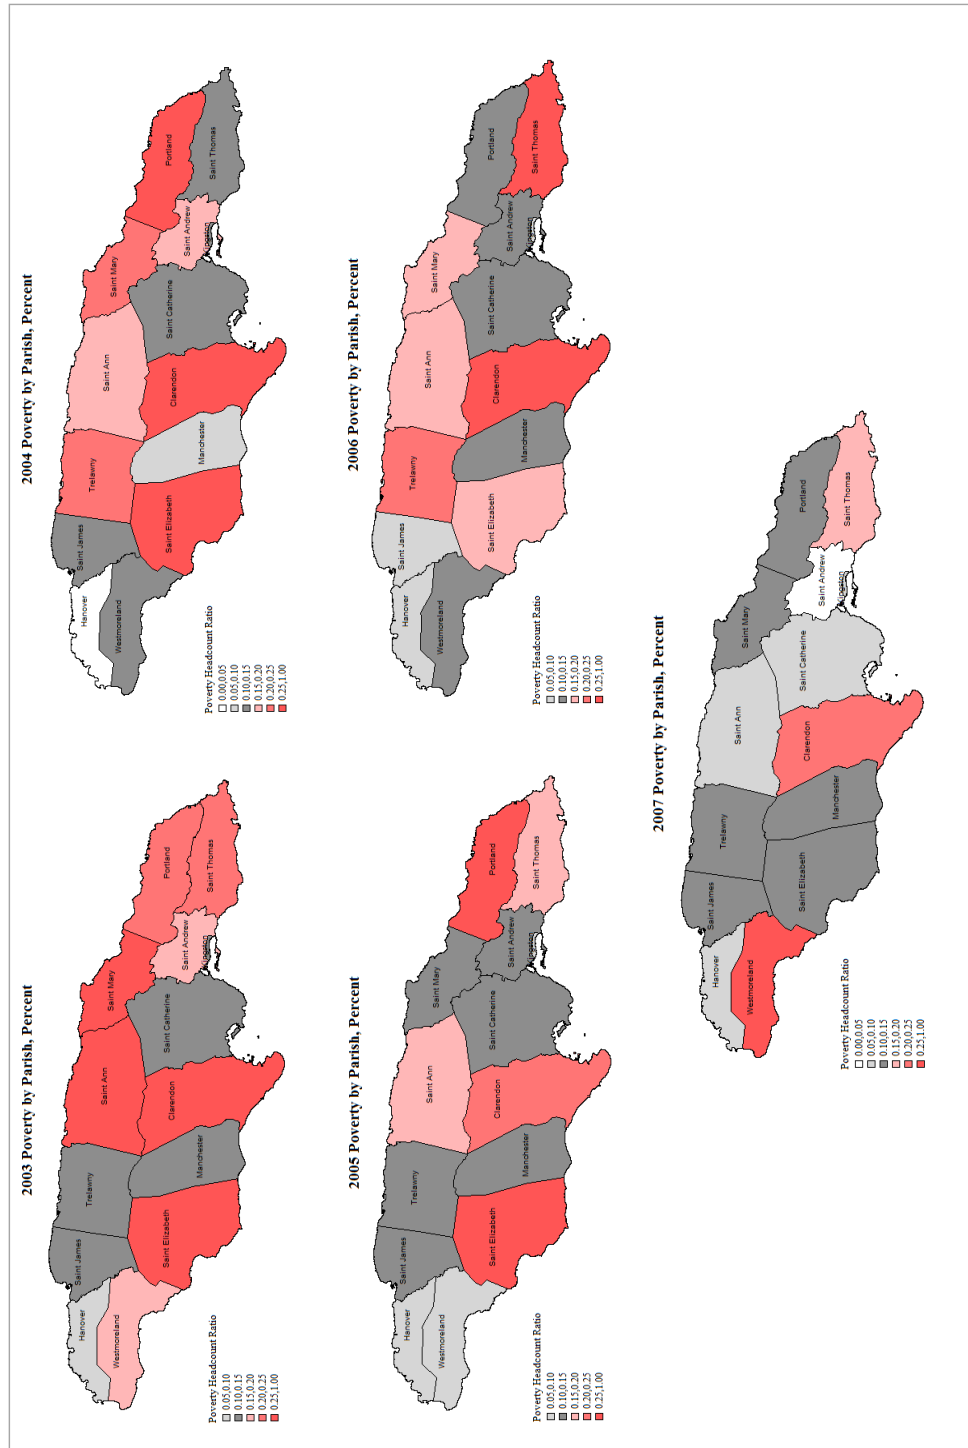 2003 Poverty by Parish, Percent
Hanover
Westmoreland
Saint James
Trelawny
Saint Elizabeth
Manchester
Saint Ann
Clarendon
Saint Mary
Saint Catherine
Saint Andrew
Kingston
Portland
Saint Thomas
Poverty Headcount Ratio
0.05,0.10
0.10,0.15
0.15,0.20
0.20,0.25
0.25,1.00
2004 Poverty by Parish, Percent
Hanover
Westmoreland
Saint James
Trelawny
Saint Elizabeth
Manchester
Saint Ann
Clarendon
Saint Mary
Saint Catherine
Saint Andrew
Kingston
Portland
Saint Thomas
Poverty Headcount Ratio
0.00,0.05
0.05,0.10
0.10,0.15
0.15,0.20
0.20,0.25
0.25,1.00
2005 Poverty by Parish, Percent
Hanover
Westmoreland
Saint James
Trelawny
Saint Elizabeth
Manchester
Saint Ann
Clarendon
Saint Mary
Saint Catherine
Saint Andrew
Kingston
Portland
Saint Thomas
Poverty Headcount Ratio
0.05,0.10
0.10,0.15
0.15,0.20
0.20,0.25
0.25,1.00
2006 Poverty by Parish, Percent
Hanover
Westmoreland
Saint James
Trelawny
Saint Elizabeth
Manchester
Saint Ann
Clarendon
Saint Mary
Saint Catherine
Saint Andrew
Kingston
Portland
Saint Thomas
Poverty Headcount Ratio
0.05,0.10
0.10,0.15
0.15,0.20
0.20,0.25
0.25,1.00
2007 Poverty by Parish, Percent
Hanover
Westmoreland
Saint James
Trelawny
Saint Elizabeth
Manchester
Saint Ann
Clarendon
Saint Mary
Saint Catherine
Saint Andrew
Kingston
Portland
Saint Thomas
Poverty Headcount Ratio
0.00,0.05
0.05,0.10
0.10,0.15
0.15,0.20
0.20,0.25
0.25,1.00